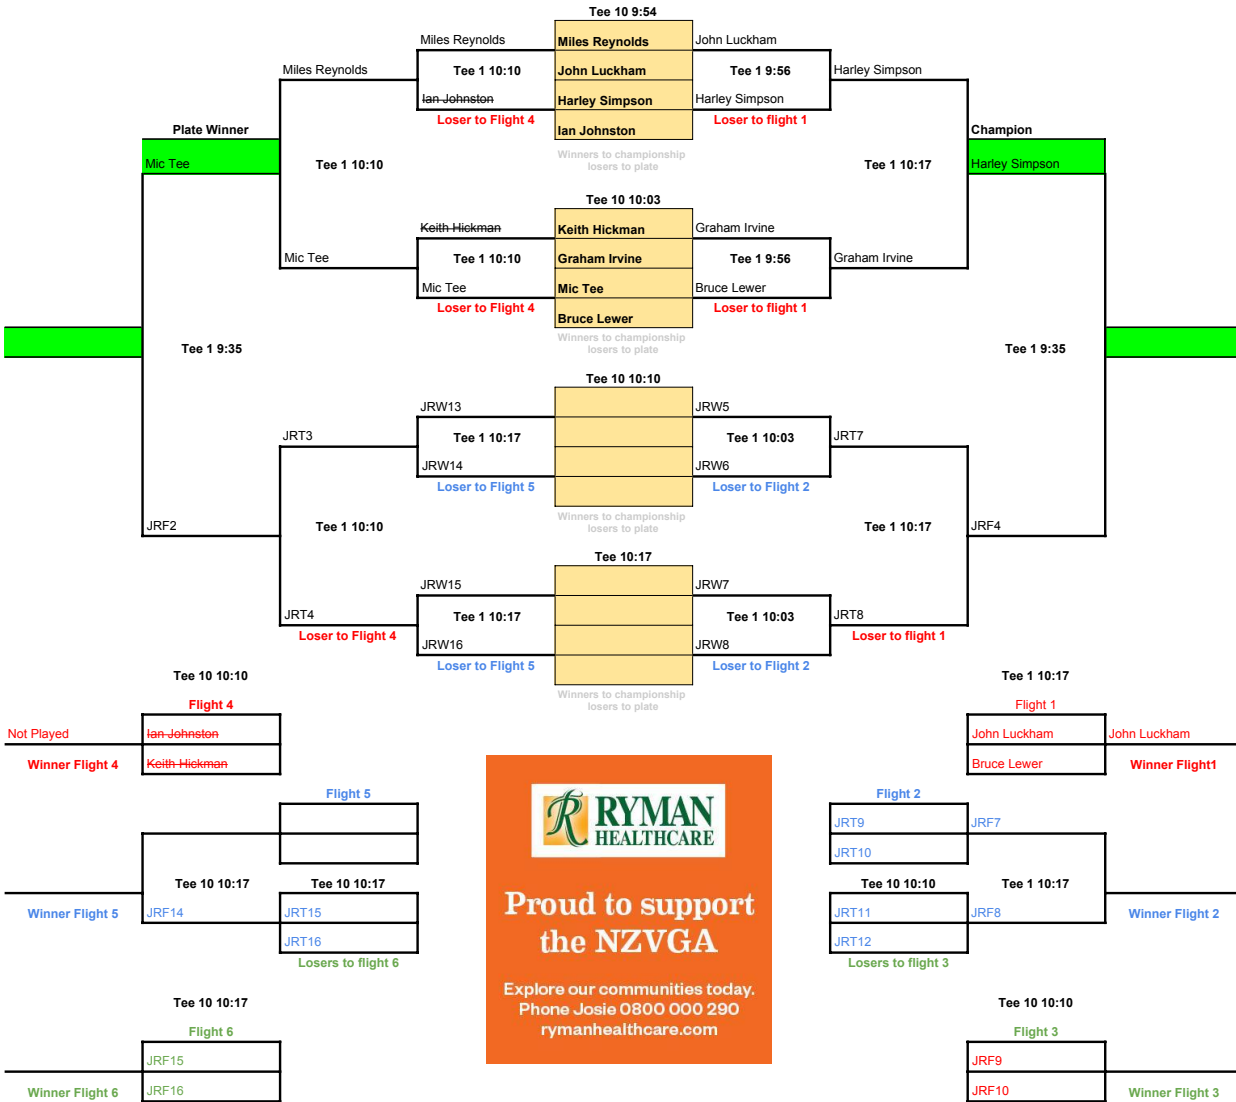 Tee 10 9:54
Miles Reynolds
Miles Reynolds
John Luckham
Miles Reynolds
Tee 1 10:10
John Luckham
Tee 1 9:56
Harley Simpson
Ian Johnston
Harley Simpson
Harley Simpson
Loser to Flight 4
Loser to flight 1
Plate Winner
Ian Johnston
Champion
Winners to championship
losers to plate
Mic Tee
Tee 1 10:10
Tee 1 10:17
Harley Simpson
Tee 10 10:03
Keith Hickman
Keith Hickman
Graham Irvine
Mic Tee
Tee 1 10:10
Graham Irvine
Tee 1 9:56
Graham Irvine
Mic Tee
Mic Tee
Bruce Lewer
Loser to Flight 4
Loser to flight 1
Bruce Lewer
Winners to championship
losers to plate
Tee 1 9:35
Tee 1 9:35
Tee 10 10:10
JRW13
JRW5
JRT3
Tee 1 10:17
Tee 1 10:03
JRT7
JRW14
JRW6
Loser to Flight 5
Loser to Flight 2
Winners to championship
losers to plate
JRF2
Tee 1 10:10
Tee 1 10:17
JRF4
Tee 10:17
JRW15
JRW7
JRT4
Tee 1 10:17
Tee 1 10:03
JRT8
Loser to Flight 4
JRW16
JRW8
Loser to flight 1
Loser to Flight 5
Loser to Flight 2
Winners to championship
losers to plate
Tee 10 10:10
Tee 1 10:17
Flight 4
Flight 1
Not Played
Ian Johnston
John Luckham
John Luckham
Winner Flight 4
Keith Hickman
Bruce Lewer
Winner Flight1
Flight 5
Flight 2
JRT9
JRF7
JRT10
Tee 10 10:17
Tee 10 10:17
Tee 10 10:10
Tee 1 10:17
Winner Flight 5
JRF14
JRT15
JRT11
JRF8
Winner Flight 2
JRT16
JRT12
Losers to flight 6
Losers to flight 3
RYMAN
HEALTHCARE
Proud to support
the NZVGA
Explore our communities today.
Phone Josie 0800 000 290
rymanhealthcare.com
Tee 10 10:17
Tee 10 10:10
Flight 6
Flight 3
JRF15
JRF9
Winner Flight 6
JRF16
JRF10
Winner Flight 3